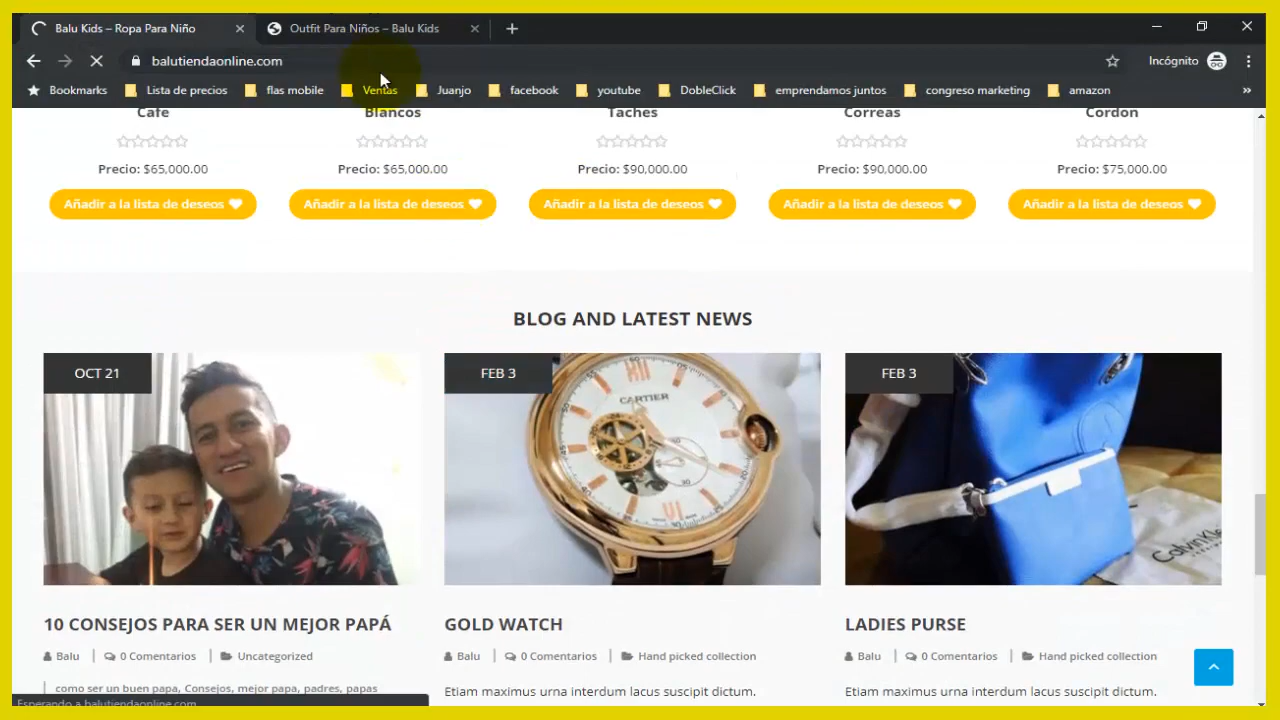 Balu Kids – Ropa Para Niño
Outfit Para Niños – Balu Kids
balutiendaonline.com
Incógnito
Bookmarks
Lista de precios
flas mobile
Ventas
Juanjo
facebook
youtube
DobleClick
emprendamos juntos
congreso marketing
amazon
»
Cafe
Blancos
Taches
Correas
Cordon
Precio: $65,000.00
Precio: $65,000.00
Precio: $90,000.00
Precio: $90,000.00
Precio: $75,000.00
Añadir a la lista de deseos
Añadir a la lista de deseos
Añadir a la lista de deseos
Añadir a la lista de deseos
Añadir a la lista de deseos
BLOG AND LATEST NEWS
OCT 21
FEB 3
FEB 3
CARTIER
Calvin Kle
10 CONSEJOS PARA SER UN MEJOR PAPÁ
GOLD WATCH
LADIES PURSE
Balu | 0 Comentarios | Uncategorized
Balu | 0 Comentarios | Hand picked collection
Balu | 0 Comentarios | Hand picked collection
como ser un buen papa, Consejos, mejor papa, padres, papas
Etiam maximus urna interdum lacus suscipit dictum.
Etiam maximus urna interdum lacus suscipit dictum.
Esperando a balutiendaonline.com